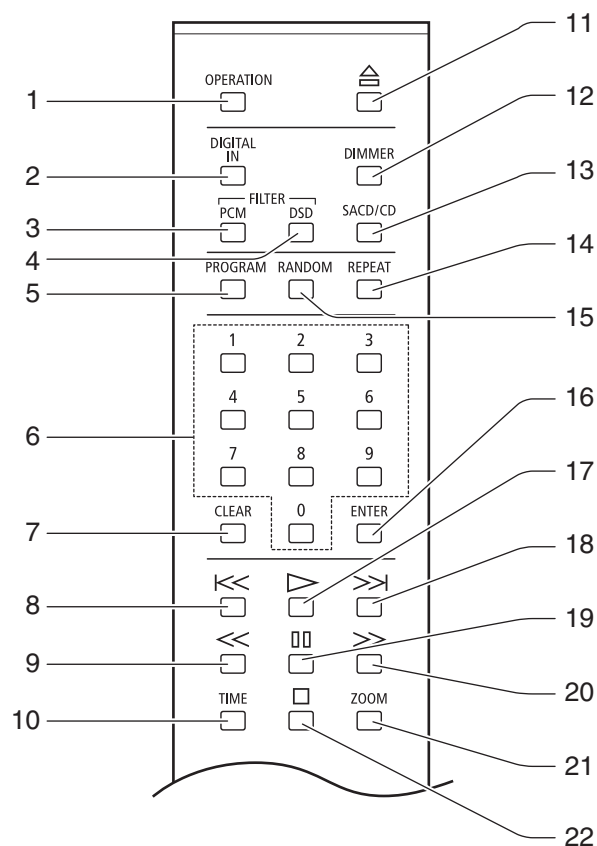 11
OPERATION
1
12
DIGITAL
IN
DIMMER
2
13
FILTER
PCM
DSD
SACD/CD
3
14
4
PROGRAM
RANDOM
REPEAT
5
15
1
2
3
4
5
6
16
6
7
8
9
17
CLEAR
0
ENTER
7
18
8
19
9
20
TIME
ZOOM
10
21
22